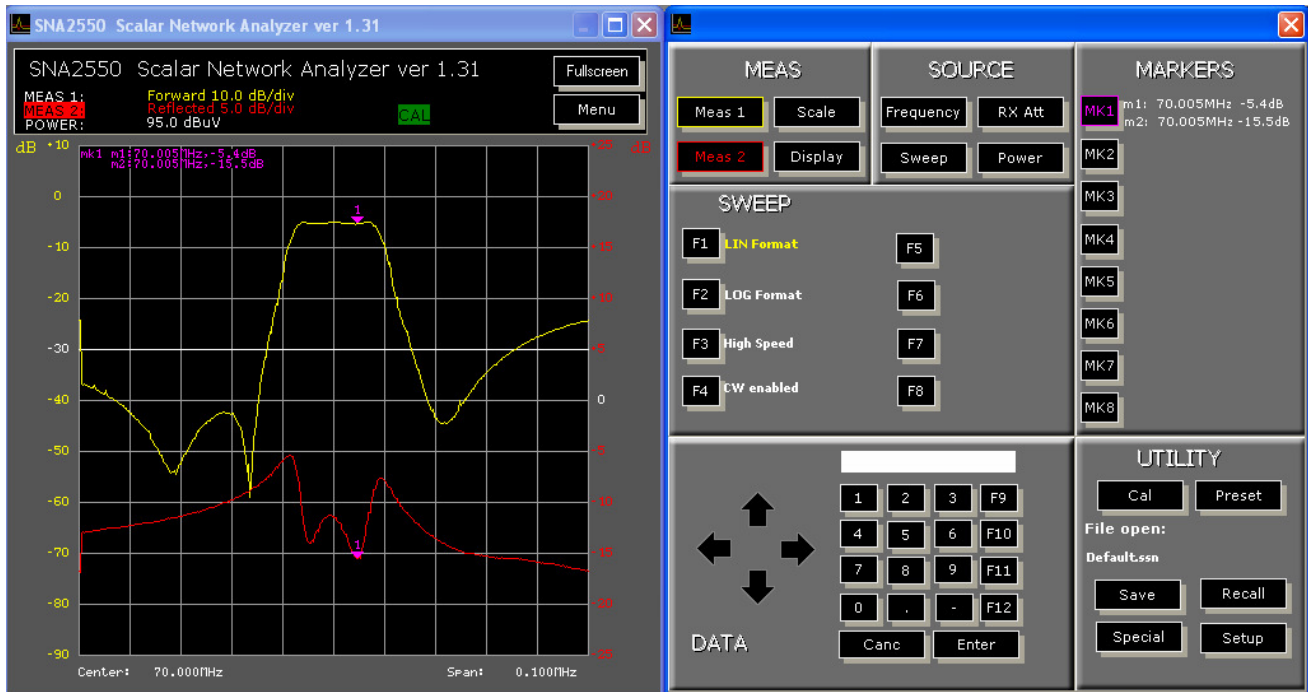 SNA2550 Scalar Network Analyzer ver 1.31
SNA2550 Scalar Network Analyzer ver 1.31
Fullscreen
MEAS 1: Forward 10.0 dB/div
MEAS 2: Reflected 5.0 dB/div
POWER: 95.0 dBuV
CAL
Menu
dB +10 +25 dB
mk1 m1:70.005MHz,-5.4dB
m2:70.005MHz,-15.5dB
0 +20
1
-10 +15
-20 +10
-30 +5
-40 0
-50 -5
-60 -10
1
-70 -15
-80 -20
-90 -25
Center: 70.000MHz Span: 0.100MHz
MEAS
Meas 1 Scale
Meas 2 Display
SOURCE
Frequency RX Att
Sweep Power
MARKERS
MK1 m1: 70.005MHz -5.4dB
m2: 70.005MHz -15.5dB
MK2
MK3
MK4
MK5
MK6
MK7
MK8
SWEEP
F1 LIN Format F5
F2 LOG Format F6
F3 High Speed F7
F4 CW enabled F8
1 2 3 F9
4 5 6 F10
7 8 9 F11
0 . - F12
DATA
Canc Enter
UTILITY
Cal Preset
File open:
Default.ssn
Save Recall
Special Setup